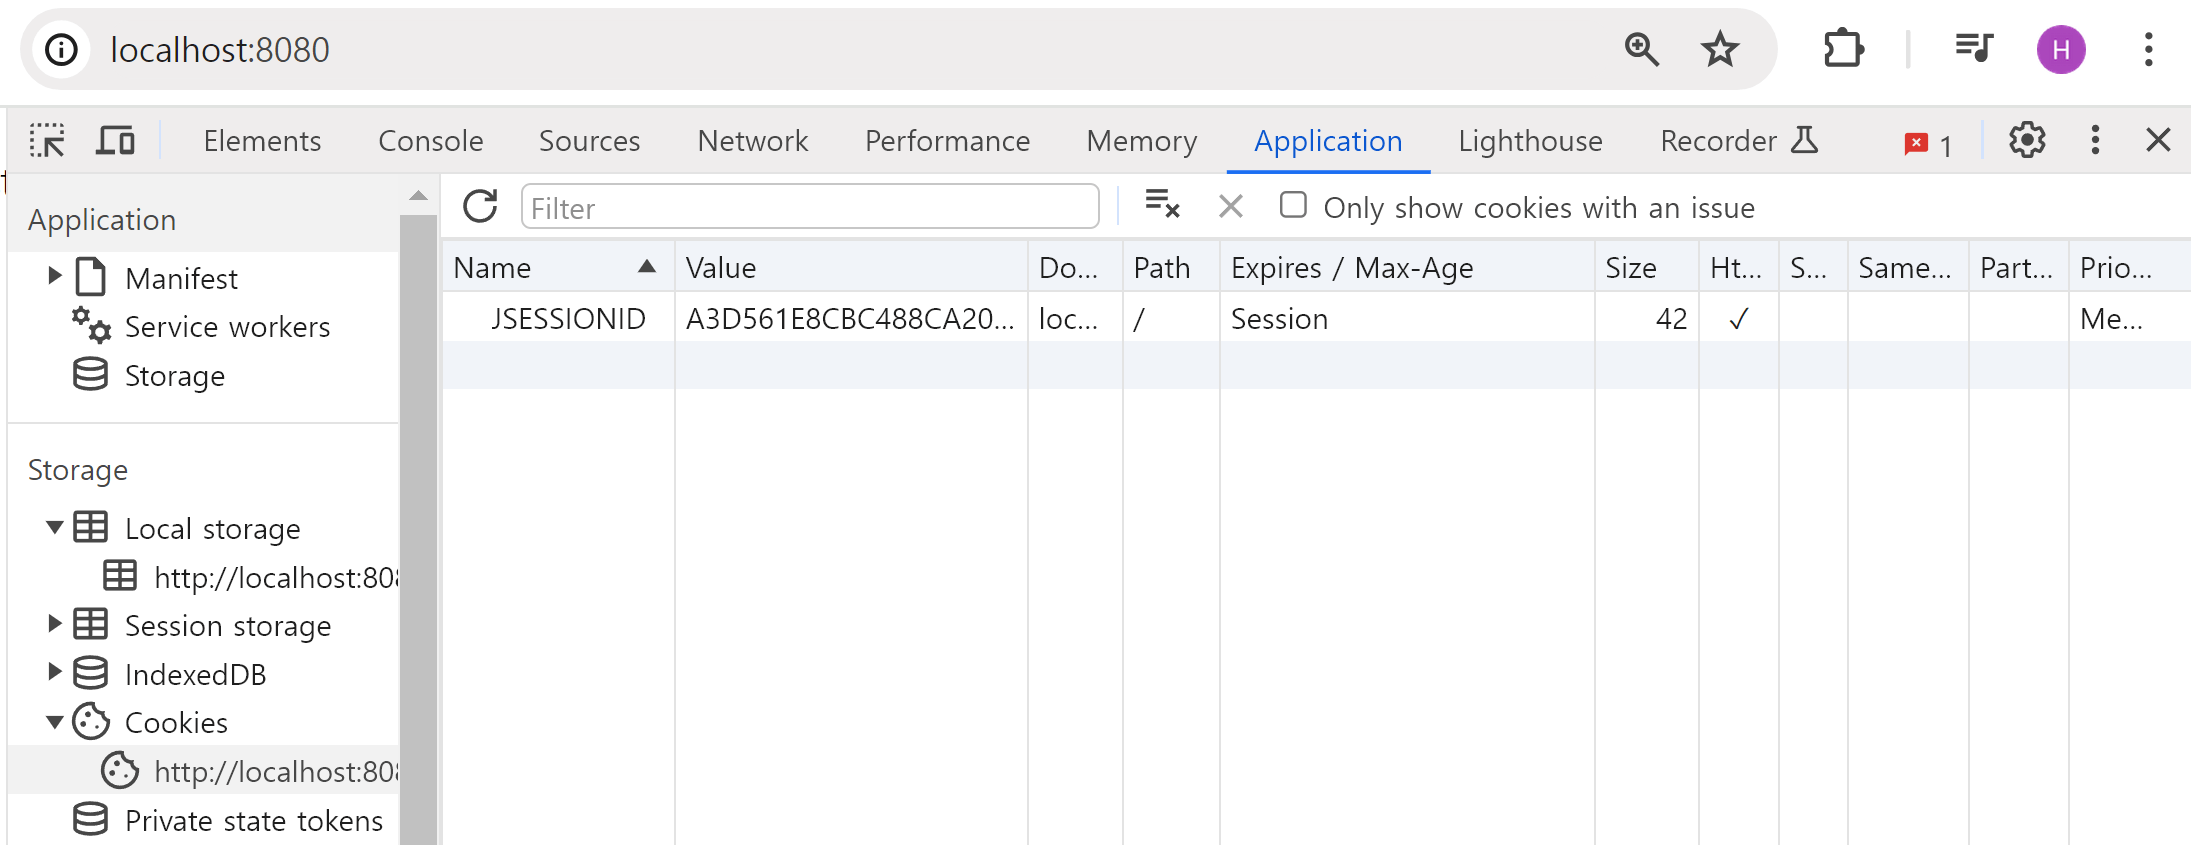 localhost:8080
H
Elements Console Sources Network Performance Memory Application Lighthouse Recorder 1
Application
Filter
Only show cookies with an issue
Name Value Do... Path Expires / Max-Age Size Ht... S... Same... Part... Prio...
JSESSIONID A3D561E8CBC488CA20... loc... / Session 42 ✓ Me...
Manifest
Service workers
Storage
Storage
Local storage
http://localhost:808
Session storage
IndexedDB
Cookies
http://localhost:808
Private state tokens